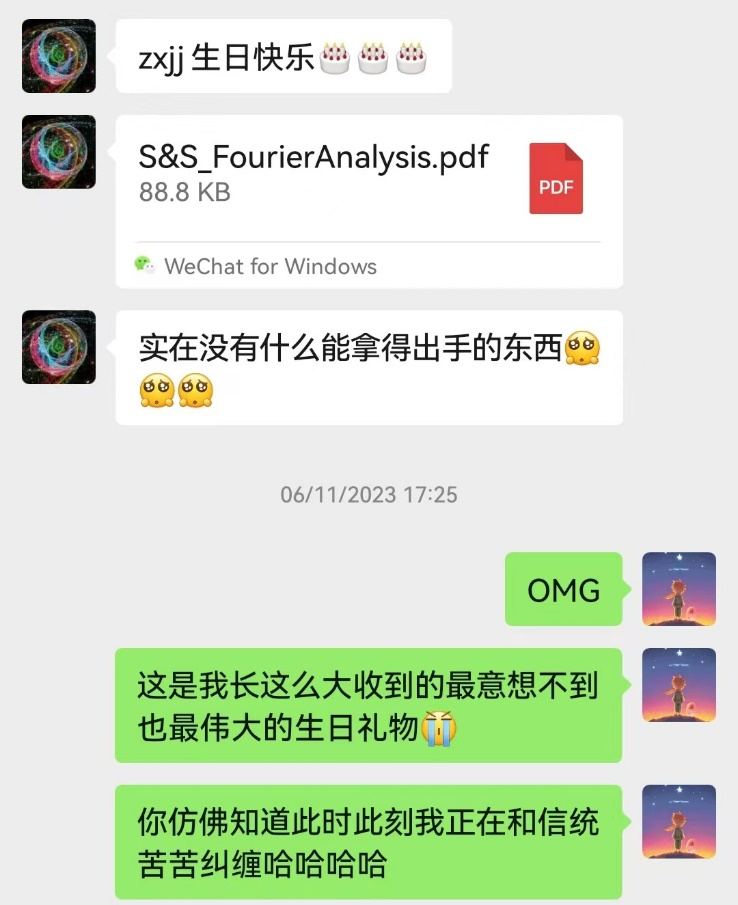 zxjj 生日快乐🎂🎂🎂
S&S_FourierAnalysis.pdf
88.8 KB
PDF
WeChat for Windows
实在没有什么能拿得出手的东西🥺
🥺🥺
06/11/2023 17:25
OMG
这是我长这么大收到的最意想不到
也最伟大的生日礼物😭
你仿佛知道此时此刻我正在和信统
苦苦纠缠哈哈哈哈